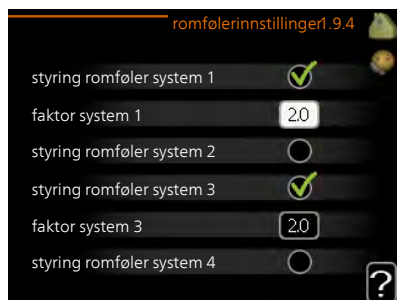 romfølerinnstillinger1.9.4
styring romføler system 1
faktor system 1 2.0
styring romføler system 2
styring romføler system 3
faktor system 3 2.0
styring romføler system 4
?